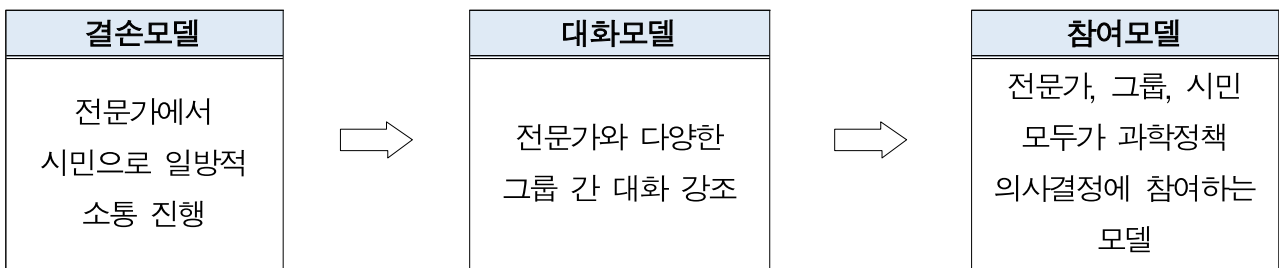 결손모델
전문가에서
시민으로 일방적
소통 진행
대화모델
전문가와 다양한
그룹 간 대화 강조
참여모델
전문가, 그룹, 시민
모두가 과학정책
의사결정에 참여하는
모델